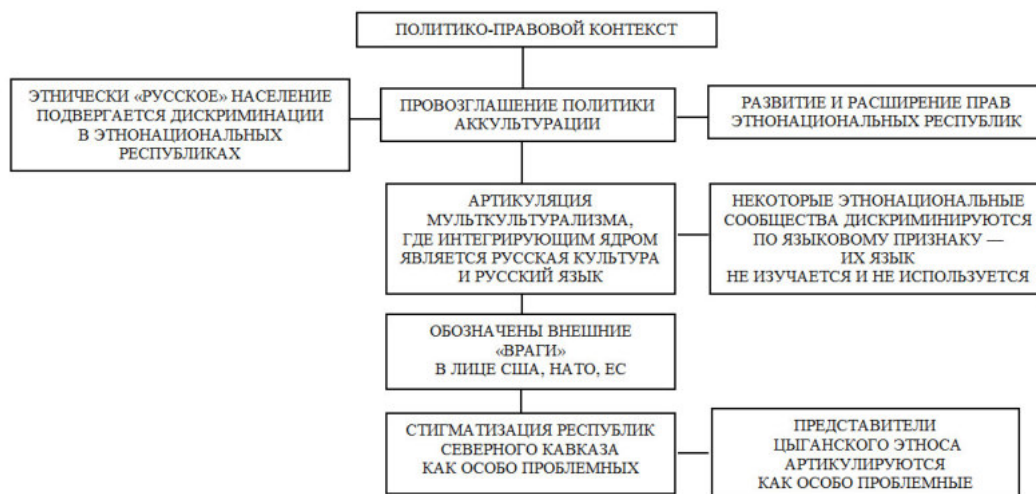 ПОЛИТИКО-ПРАВОВОЙ КОНТЕКСТ
ЭТНИЧЕСКИ «РУССКОЕ» НАСЕЛЕНИЕ
ПОДВЕРГАЕТСЯ ДИСКРИМИНАЦИИ
В ЭТНОНАЦИОНАЛЬНЫХ
РЕСПУБЛИКАХ
ПРОВОЗГЛАШЕНИЕ ПОЛИТИКИ
АККУЛЬТУРАЦИИ
РАЗВИТИЕ И РАСШИРЕНИЕ ПРАВ
ЭТНОНАЦИОНАЛЬНЫХ РЕСПУБЛИК
АРТИКУЛЯЦИЯ
МУЛЬТКУЛЬТУРАЛИЗМА,
ГДЕ ИНТЕГРИРУЮЩИМ ЯДРОМ
ЯВЛЯЕТСЯ РУССКАЯ КУЛЬТУРА
И РУССКИЙ ЯЗЫК
НЕКОТОРЫЕ ЭТНОНАЦИОНАЛЬНЫЕ
СООБЩЕСТВА ДИСКРИМИНИРУЮТСЯ
ПО ЯЗЫКОВОМУ ПРИЗНАКУ —
ИХ ЯЗЫК
НЕ ИЗУЧАЕТСЯ И НЕ ИСПОЛЬЗУЕТСЯ
ОБОЗНАЧЕНЫ ВНЕШНИЕ
«ВРАГИ»
В ЛИЦЕ США, НАТО, ЕС
СТИГМАТИЗАЦИЯ РЕСПУБЛИК
СЕВЕРНОГО КАВКАЗА
КАК ОСОБО ПРОБЛЕМНЫХ
ПРЕДСТАВИТЕЛИ
ЦЫГАНСКОГО ЭТНОСА
АРТИКУЛИРУЮТСЯ
КАК ОСОБО ПРОБЛЕМНЫЕ